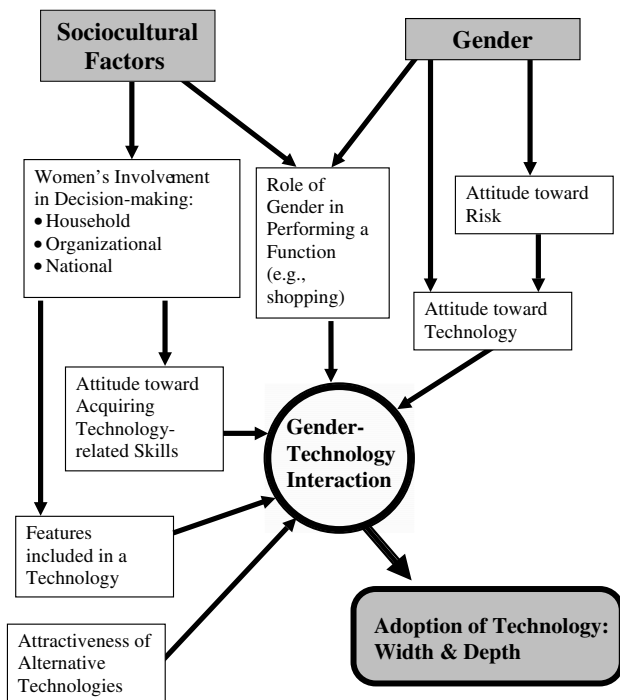 Sociocultural
Factors
Gender
Women's Involvement
in Decision-making:
• Household
• Organizational
• National
Role of
Gender in
Performing a
Function
(e.g.,
shopping)
Attitude toward
Risk
Attitude toward
Technology
Attitude toward
Acquiring
Technology-
related Skills
Gender-
Technology
Interaction
Features
included in a
Technology
Attractiveness of
Alternative
Technologies
Adoption of Technology:
Width & Depth